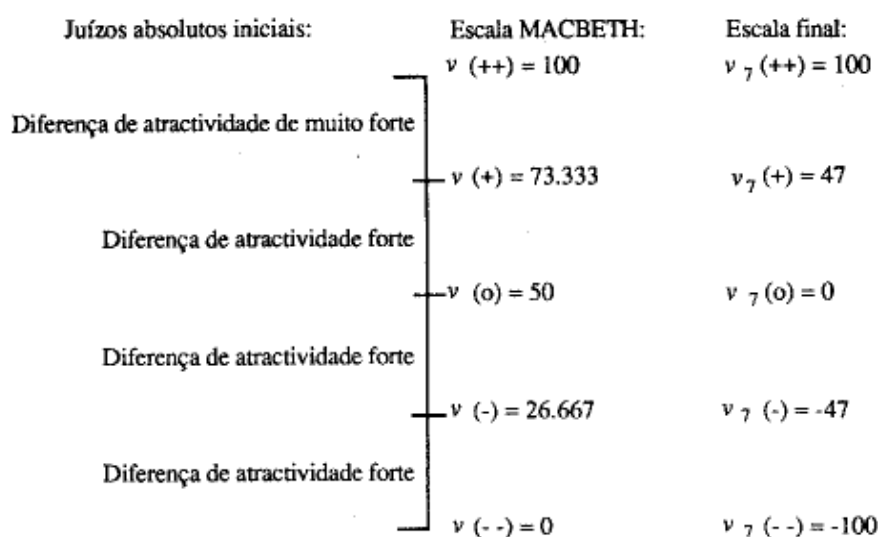 Juízos absolutos iniciais: Escala MACBETH: Escala final:
v (++) = 100 v 7 (++) = 100
Diferença de atractividade de muito forte
v (+) = 73.333 v 7 (+) = 47
Diferença de atractividade forte
v (o) = 50 v 7 (o) = 0
Diferença de atractividade forte
v (-) = 26.667 v 7 (-) = -47
Diferença de atractividade forte
v (- -) = 0 v 7 (- -) = -100